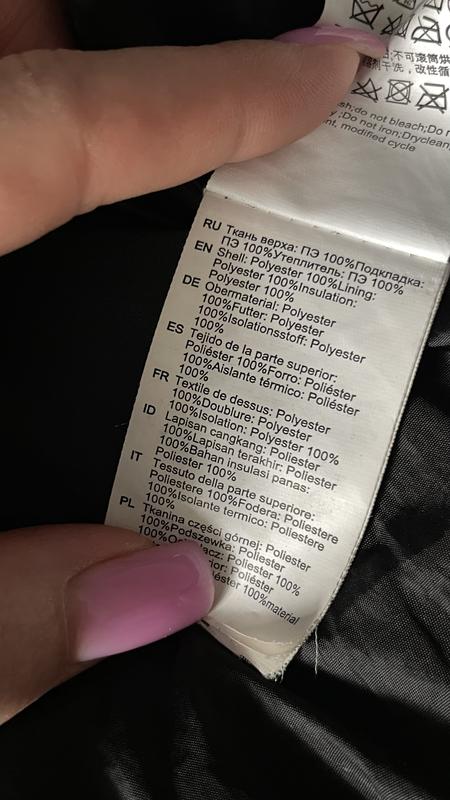 不可滚筒烘
干洗，改性循
sh;do not bleach;Do n
;Do not iron;Dryclean
nt, modified cycle
RU Ткань верха: ПЭ 100%Подкладка:
ПЭ 100%Утеплитель: ПЭ 100%
EN Shell: Polyester 100%Lining:
Polyester 100%Insulation:
Polyester 100%
DE Obermaterial: Polyester
100%Futter: Polyester
100%Isolationsstoff: Polyester
100%
ES Tejido de la parte superior:
Poliéster 100%Forro: Poliéster
100%Aislante térmico: Poliéster
100%
FR Textile de dessus: Polyester
100%Doublure: Polyester
100%Isolation: Polyester 100%
ID Lapisan cangkang: Poliester
100%Lapisan terakhir: Poliester
100%Bahan insulasi panas:
Poliester 100%
IT Tessuto della parte superiore:
Poliestere 100%Fodera: Poliestere
100%Isolante termico: Poliestere
100%
PL Tkanina części górnej: Poliester
100%Podszewka: Poliester
Poliester 100%
Poliéster
100%material